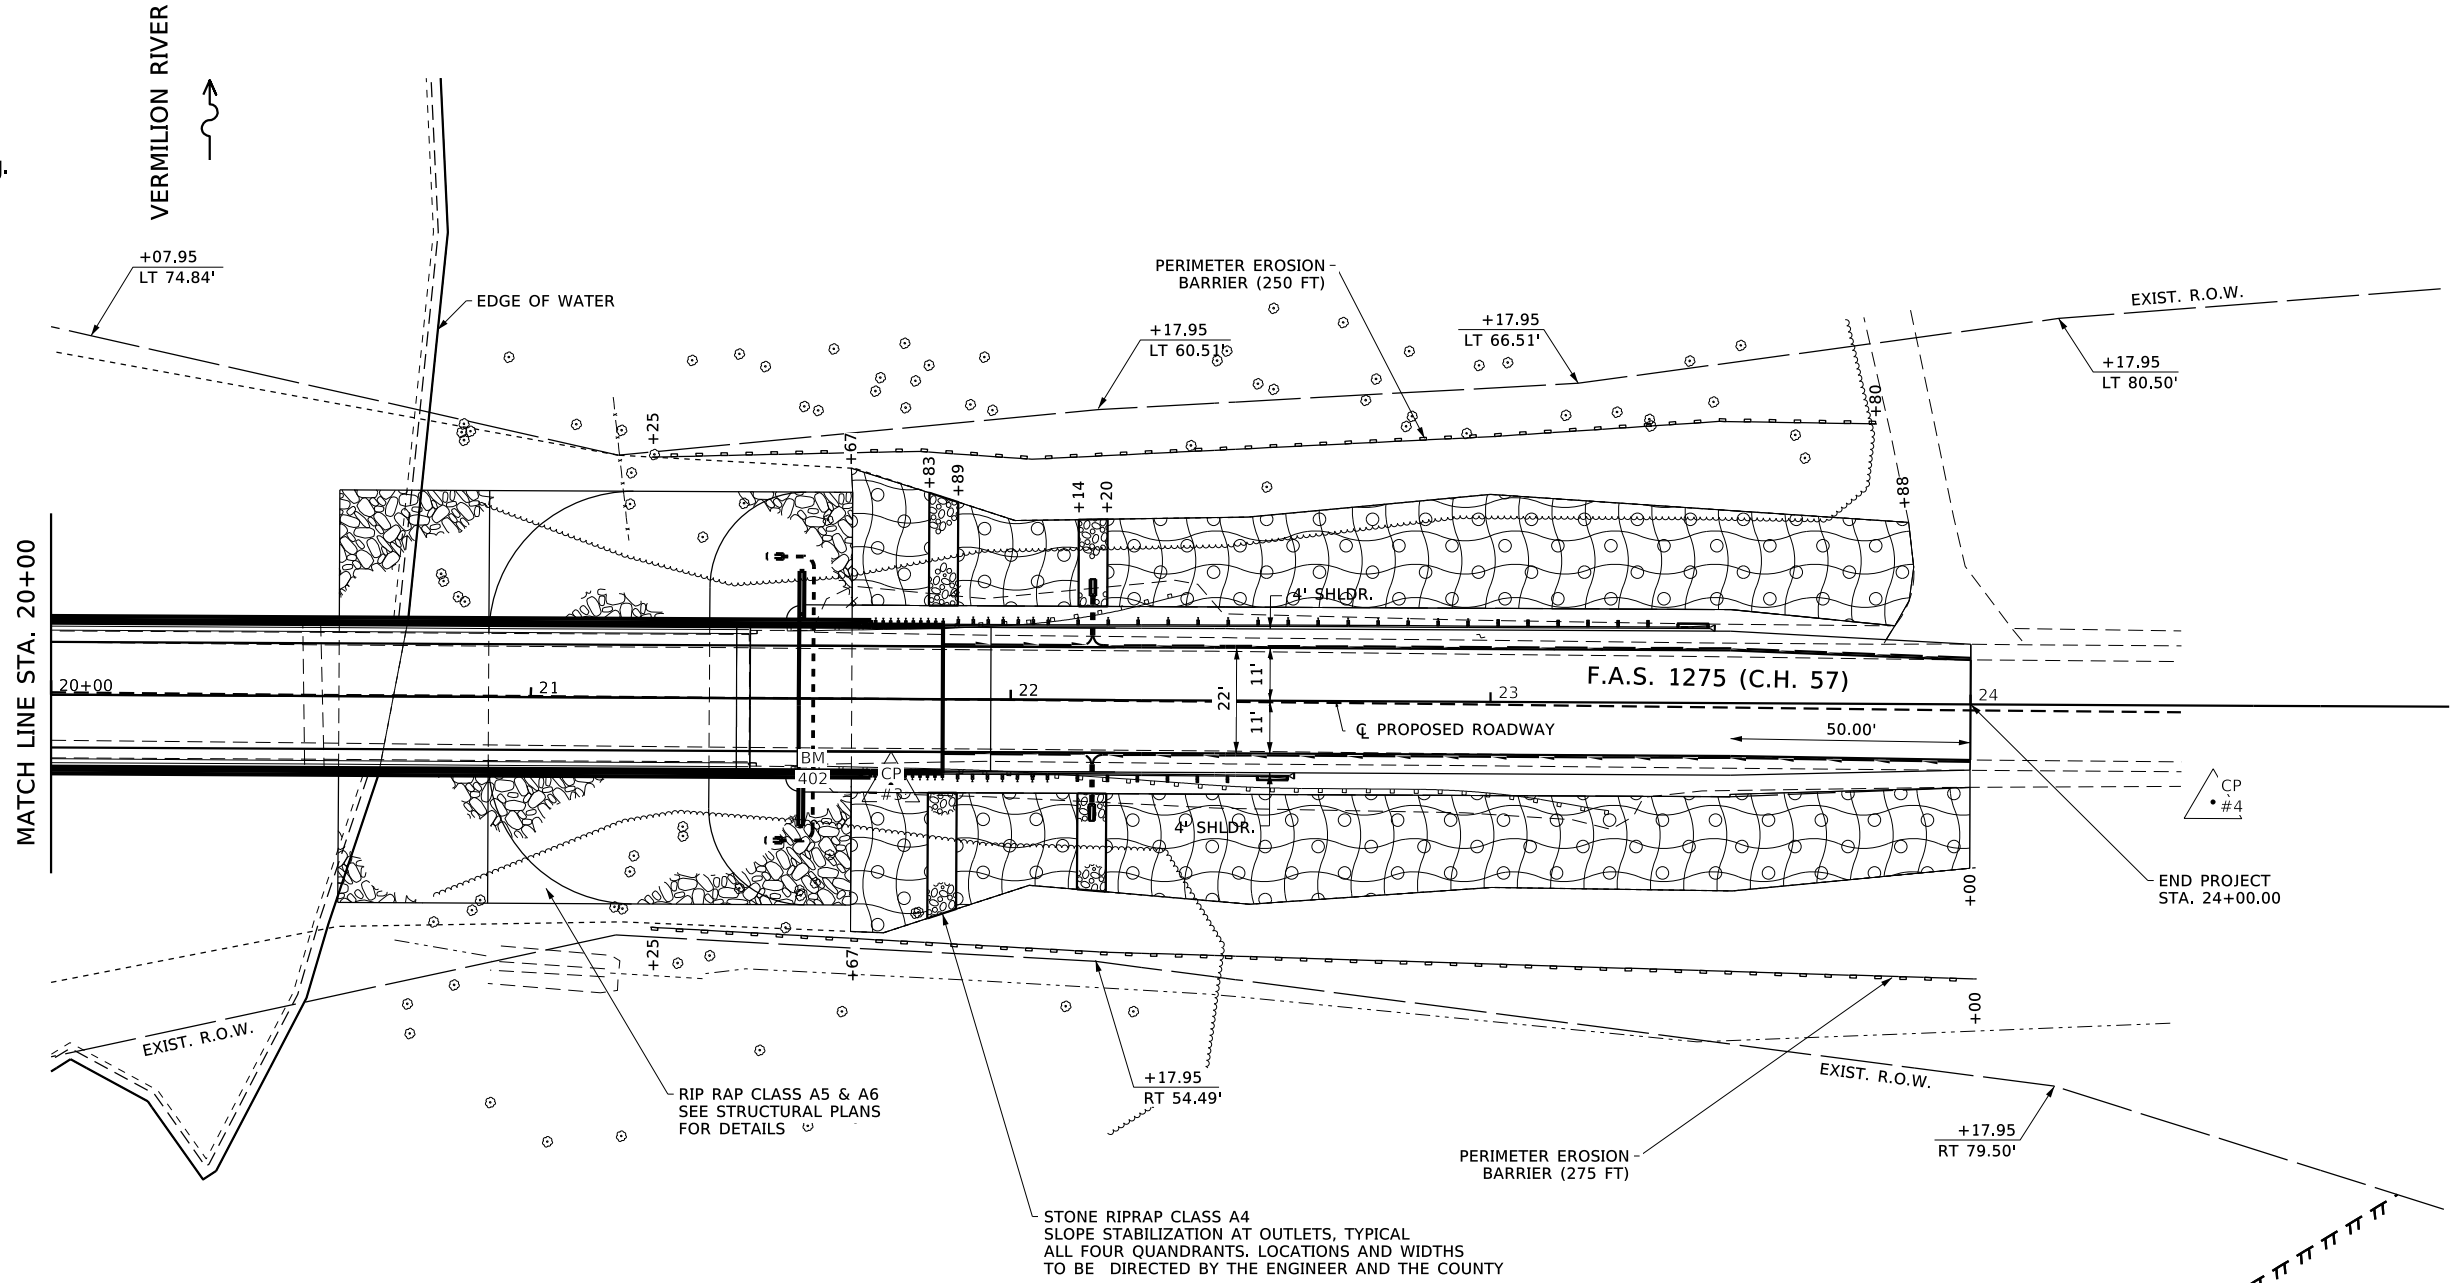 VERMILION RIVER
+07.95
LT 74.84'
EDGE OF WATER
PERIMETER EROSION
BARRIER (250 FT)
+17.95
LT 60.51'
+17.95
LT 66.51'
EXIST. R.O.W.
+17.95
LT 80.50'
+25
+67
+83
+89
+14
+20
+80
+88
MATCH LINE STA. 20+00
4' SHLDR.
20+00
21
22
23
24
22'
11'
11'
F.A.S. 1275 (C.H. 57)
℄ PROPOSED ROADWAY
50.00'
BM
402
CP
#3
CP
#4
4' SHLDR.
END PROJECT
STA. 24+00.00
+00
+25
+67
+00
EXIST. R.O.W.
RIP RAP CLASS A5 & A6
SEE STRUCTURAL PLANS
FOR DETAILS
+17.95
RT 54.49'
EXIST. R.O.W.
PERIMETER EROSION
BARRIER (275 FT)
+17.95
RT 79.50'
STONE RIPRAP CLASS A4
SLOPE STABILIZATION AT OUTLETS, TYPICAL
ALL FOUR QUADRANTS. LOCATIONS AND WIDTHS
TO BE DIRECTED BY THE ENGINEER AND THE COUNTY